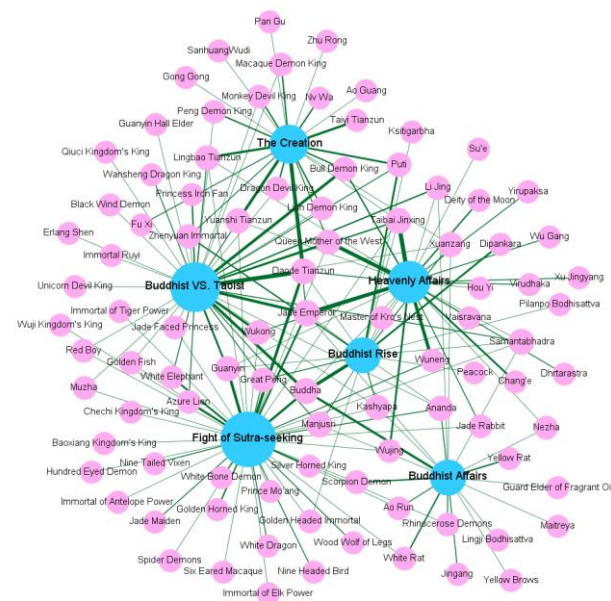 Pan Gu
Zhu Rong
SanhuangWudi
Macaque Demon King
Gong Gong
Monkey Devil King
Nv Wa
Ao Guang
Peng Demon King
Taiyi Tianzun
Guanyin Hall Elder
The Creation
Ksitigarbha
Su'e
Qiuci Kingdom's King
Lingbao Tianzun
Bull Demon King
Puti
Wansheng Dragon King
Princess Iron Fan
Dragon Devil King
Li Jing
Yirupaksa
Black Wind Demon
Lion Demon King
Deity of the Moon
Fu Xi
Yuanshi Tianzun
Taibai Jinxing
Wu Gang
Erlang Shen
Zhenyuan Immortal
Queen Mother of the West
Xuanzang
Dipankara
Immortal Ruyi
Daode Tianzun
Heavenly Affairs
Xu Jingyang
Unicorn Devil King
Buddhist VS. Taoist
Hou Yi
Virudhaka
Pilanpo Bodhisattva
Immortal of Tiger Power
Jade Emperor
Master of Kro's Nest
Vaisravana
Wuji Kingdom's King
Jade Faced Princess
Wukong
Samantabhadra
Red Boy
Golden Fish
Guanyin
Buddhist Rise
Wuneng
Peacock
Dhrtarastra
Muzha
White Elephant
Great Peng
Buddha
Chang'e
Azure Lion
Kashyapa
Ananda
Chechi Kingdom's King
Manjusri
Jade Rabbit
Nezha
Baoxiang Kingdom's King
Fight of Sutra-seeking
Wujing
Nine Tailed Vixen
Silver Horned King
Yellow Rat
Hundred Eyed Demon
White Bone Demon
Scorpion Demon
Buddhist Affairs
Guard Elder of Fragrant Oi
Immortal of Antelope Power
Prince Mo'ang
Ao Run
Golden Horned King
Jade Maiden
Golden Headed Immortal
Rhinocerose Demons
Maitreya
White Dragon
Wood Wolf of Legs
Lingji Bodhisattva
Spider Demons
White Rat
Six Eared Macaque
Nine Headed Bird
Jingang
Yellow Brows
Immortal of Elk Power